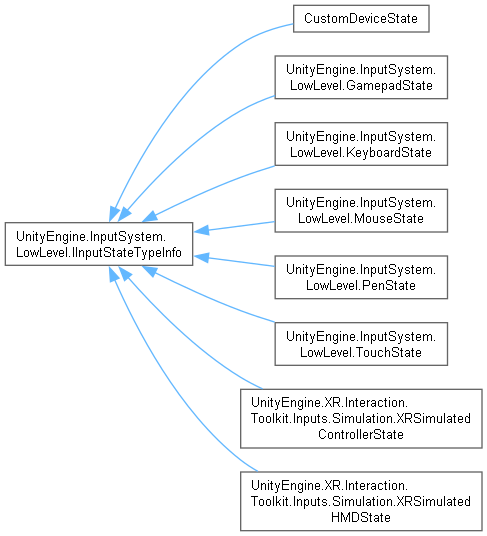 CustomDeviceState
UnityEngine.InputSystem.
LowLevel.GamepadState
UnityEngine.InputSystem.
LowLevel.KeyboardState
UnityEngine.InputSystem.
LowLevel.MouseState
UnityEngine.InputSystem.
LowLevel.IInputStateTypeInfo
UnityEngine.InputSystem.
LowLevel.PenState
UnityEngine.InputSystem.
LowLevel.TouchState
UnityEngine.XR.Interaction.
Toolkit.Inputs.Simulation.XRSimulated
ControllerState
UnityEngine.XR.Interaction.
Toolkit.Inputs.Simulation.XRSimulated
HMDState